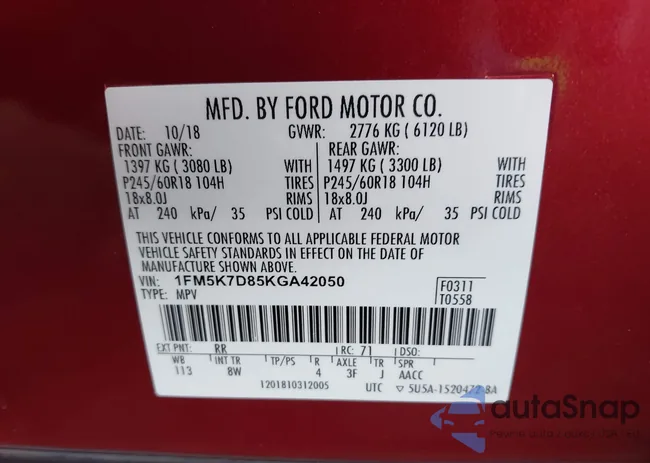 MFD. BY FORD MOTOR CO.
DATE: 10/18 GVWR: 2776 KG ( 6120 LB)
FRONT GAWR: REAR GAWR:
1397 KG ( 3080 LB) WITH 1497 KG ( 3300 LB) WITH
P245/60R18 104H TIRES P245/60R18 104H TIRES
18x8.0J RIMS 18x8.0J RIMS
AT 240 kPa/ 35 PSI COLD AT 240 kPa/ 35 PSI COLD
THIS VEHICLE CONFORMS TO ALL APPLICABLE FEDERAL MOTOR
VEHICLE SAFETY STANDARDS IN EFFECT ON THE DATE OF
MANUFACTURE SHOWN ABOVE.
VIN: 1FM5K7D85KGA42050 F0311
TYPE: MPV T0558
EXT PNT: RR RC: 71 DSO:
WB INT TR TP/PS R AXLE TR SPR
113 8W 4 3F J AACC
1201810312005 UTC ▽ 5U5A-1520472-BA
autoSnap